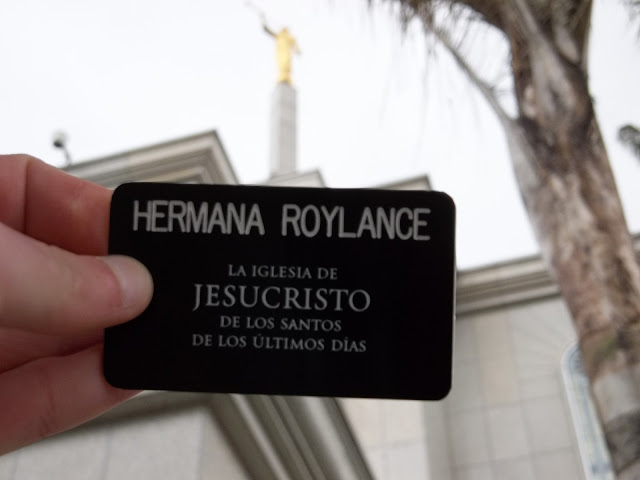 HERMANA ROYLANCE
LA IGLESIA DE
JESUCRISTO
DE LOS SANTOS
DE LOS ÚLTIMOS DÍAS